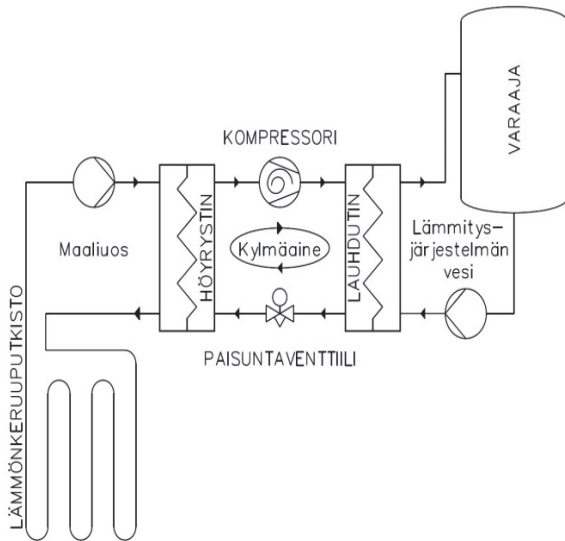 VARAAJA
KOMPRESSORI
HÖYRYSTIN
LAUHDUTIN
Maaliuos
Kylmäaine
Lämmitys-
järjestelmän
vesi
PAISUNTAVENTTIILI
LÄMMÖNKERUUPUTKISTO